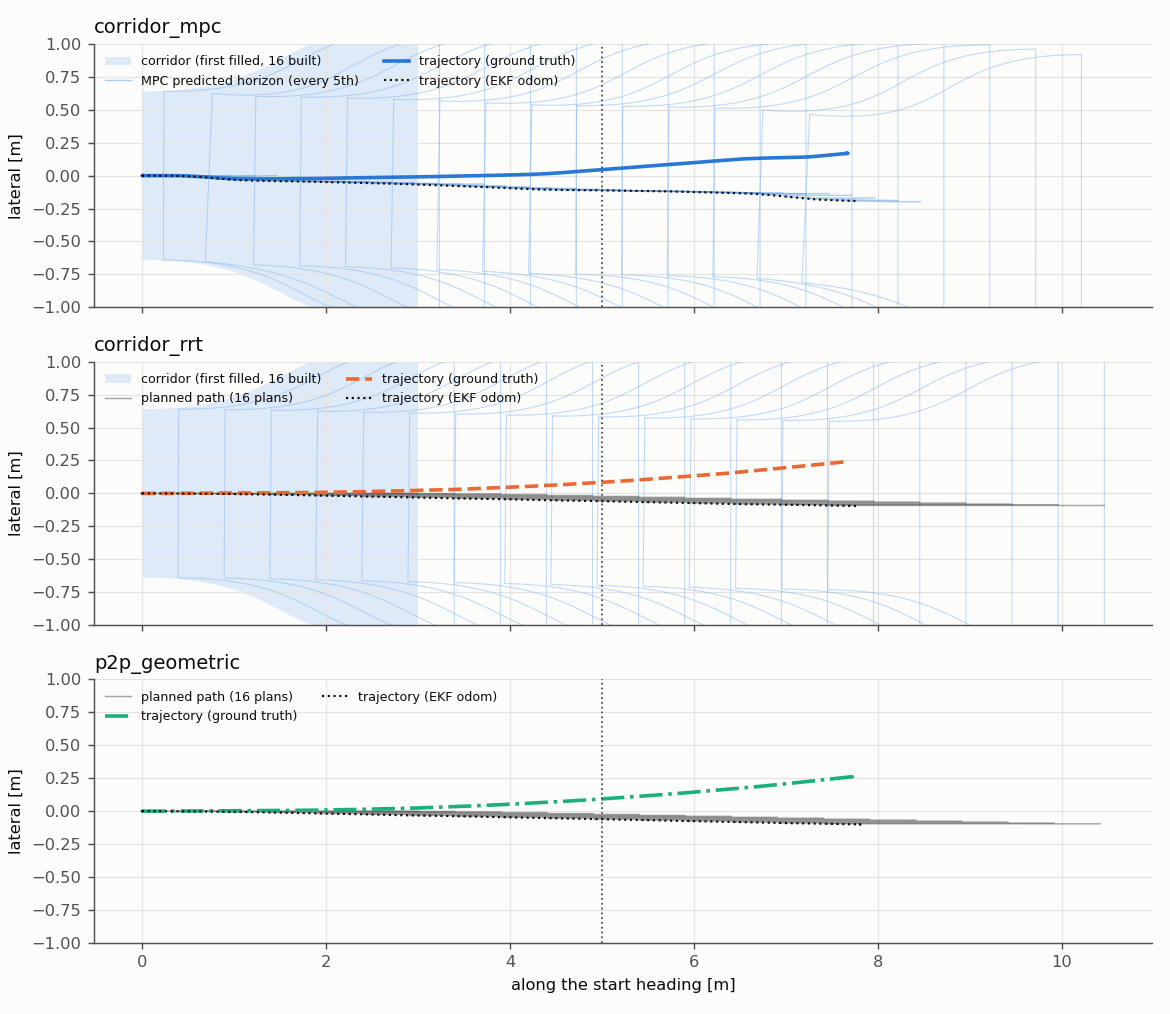 corridor_mpc
1.00
0.75
0.50
0.25
0.00
−0.25
−0.50
−0.75
−1.00
lateral [m]
corridor (first filled, 16 built)
MPC predicted horizon (every 5th)
trajectory (ground truth)
trajectory (EKF odom)
corridor_rrt
1.00
0.75
0.50
0.25
0.00
−0.25
−0.50
−0.75
−1.00
lateral [m]
corridor (first filled, 16 built)
planned path (16 plans)
trajectory (ground truth)
trajectory (EKF odom)
p2p_geometric
1.00
0.75
0.50
0.25
0.00
−0.25
−0.50
−0.75
−1.00
lateral [m]
planned path (16 plans)
trajectory (ground truth)
trajectory (EKF odom)
0 2 4 6 8 10
along the start heading [m]